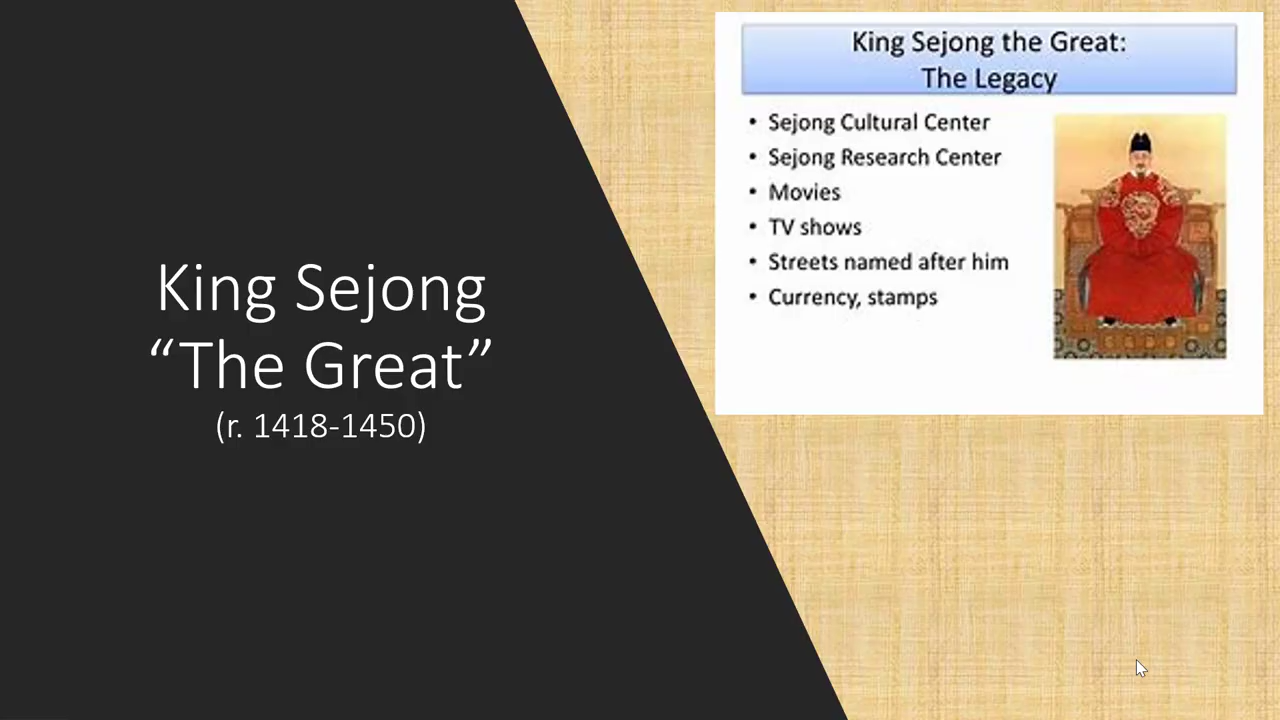 King Sejong
“The Great”
(r. 1418-1450)
King Sejong the Great:
The Legacy
• Sejong Cultural Center
• Sejong Research Center
• Movies
• TV shows
• Streets named after him
• Currency, stamps